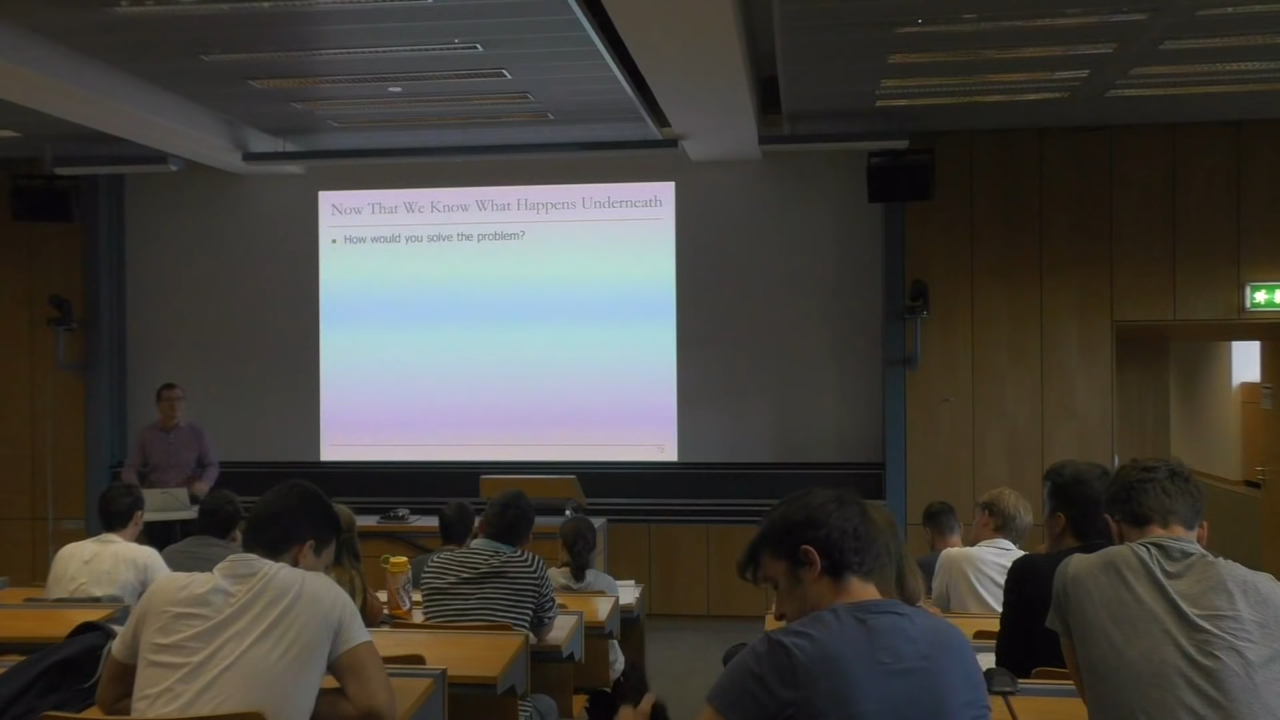 Now That We Know What Happens Underneath
How would you solve the problem?